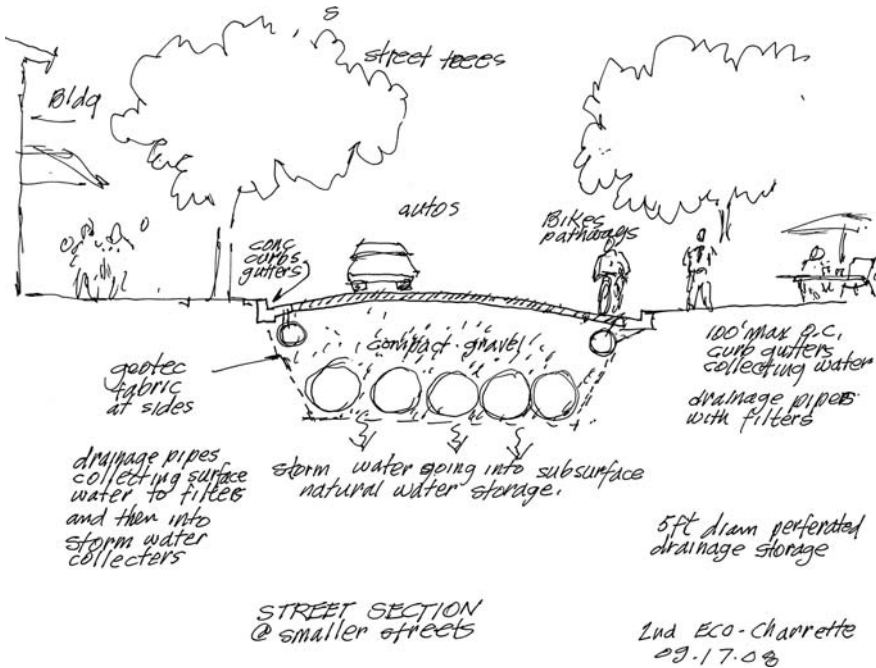 S
street trees
Bldg
autos
Bikes
pathways
conc
curbs
gutters
compact gravel
geotec
fabric
at sides
100' max o.c.
curb gutters
collecting water
drainage pipes
with filters
drainage pipes
collecting surface
water to filters
and then into
storm water
collecters
storm water going into subsurface
natural water storage.
5ft diam perferated
drainage storage
STREET SECTION
@ smaller streets
2nd ECO-Charrette
09.17.08